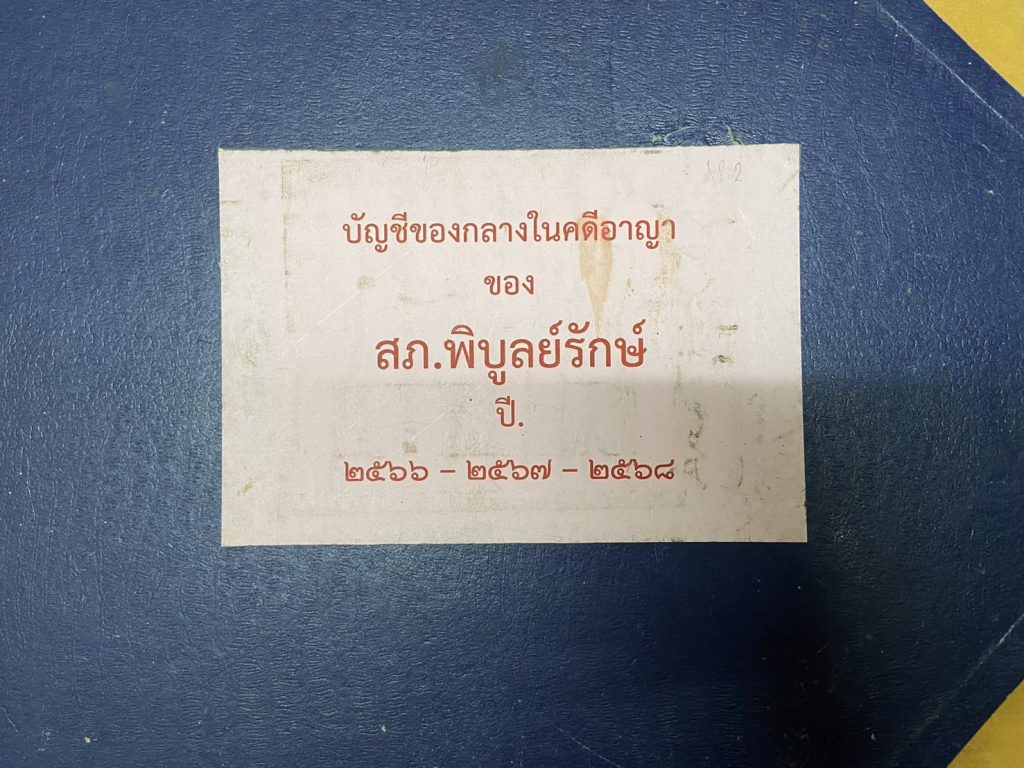 บัญชีของกลางในคดีอาญา
ของ
สภ.พิบูลย์รักษ์
ปี.
๒๕๖๖ – ๒๕๖๗ – ๒๕๖๘